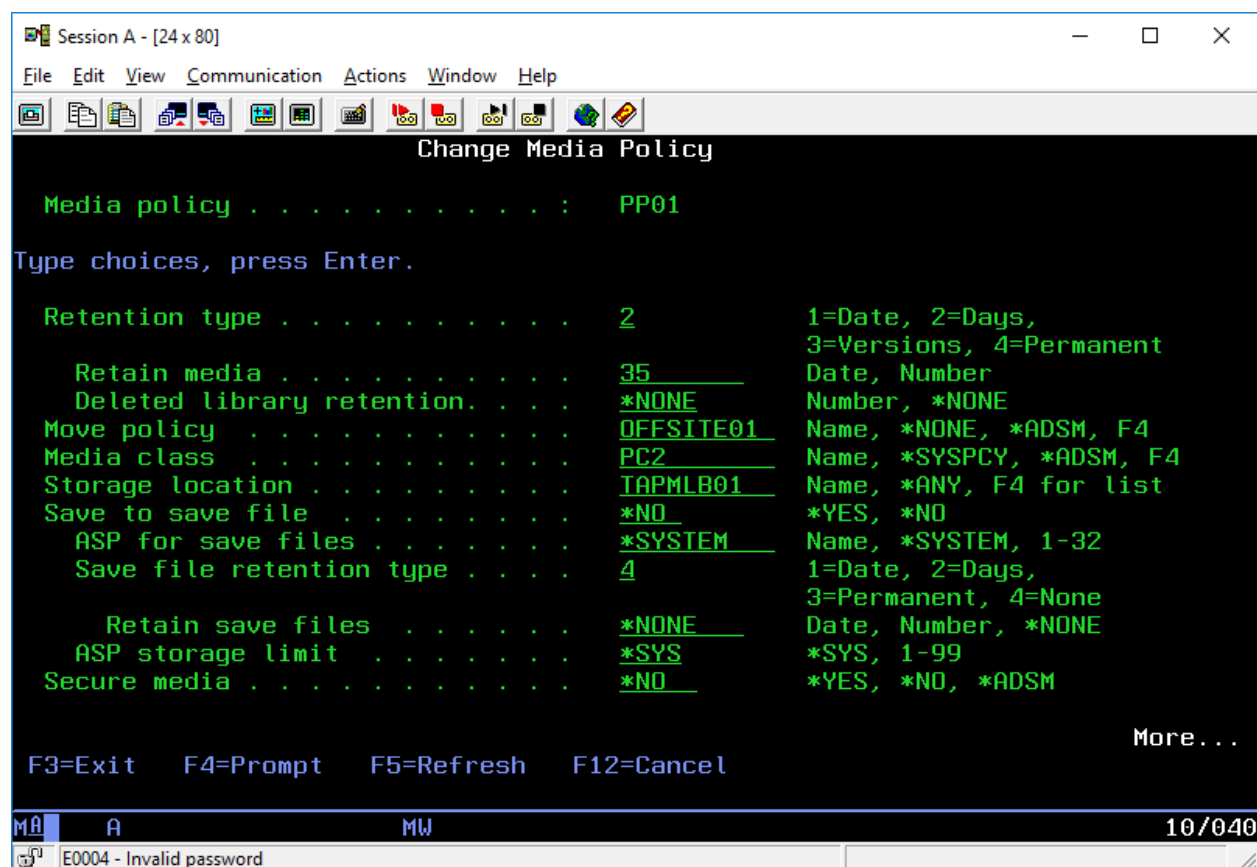 Session A - [24 x 80]
File Edit View Communication Actions Window Help
Change Media Policy
Media policy . . . . . . . . . . . : PP01
Type choices, press Enter.
Retention type . . . . . . . . . . 2 1=Date, 2=Days,
3=Versions, 4=Permanent
Retain media . . . . . . . . . . 35 Date, Number
Deleted library retention. . . . *NONE Number, *NONE
Move policy . . . . . . . . . . . OFFSITE01 Name, *NONE, *ADSM, F4
Media class . . . . . . . . . . . PC2 Name, *SYSPCY, *ADSM, F4
Storage location . . . . . . . . . TAPMLB01 Name, *ANY, F4 for list
Save to save file . . . . . . . . *NO *YES, *NO
ASP for save files . . . . . . . *SYSTEM Name, *SYSTEM, 1-32
Save file retention type . . . . 4 1=Date, 2=Days,
3=Permanent, 4=None
Retain save files . . . . . . *NONE Date, Number, *NONE
ASP storage limit . . . . . . . *SYS *SYS, 1-99
Secure media . . . . . . . . . . . *NO *YES, *NO, *ADSM
More...
F3=Exit F4=Prompt F5=Refresh F12=Cancel
MA A MW 10/040
E0004 - Invalid password